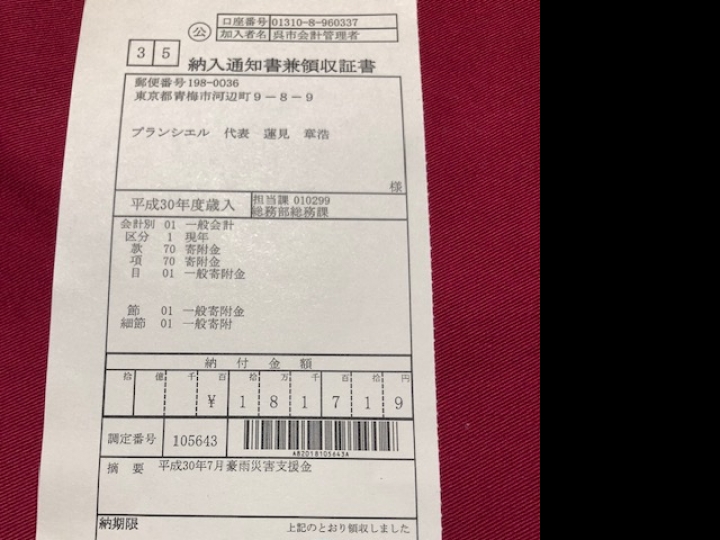 口座番号 01310-8-960337
公 加入者名 呉市会計管理者
3 5 納入通知書兼領収証書
郵便番号198-0036
東京都青梅市河辺町9-8-9
プランシエル 代表 蓮見 章浩
様
平成30年度歳入 担当課 010299
総務部総務課
会計別 01 一般会計
区分 1 現年
款 70 寄附金
項 70 寄附金
目 01 一般寄附金
節 01 一般寄附金
細節 01 一般寄附
納付金額
拾 億 千 百 拾 万 千 百 拾 円
¥ 1 8 1 7 1 9
調定番号 105643
A82018105643A
摘要 平成30年7月豪雨災害支援金
納期限 上記のとおり領収しました